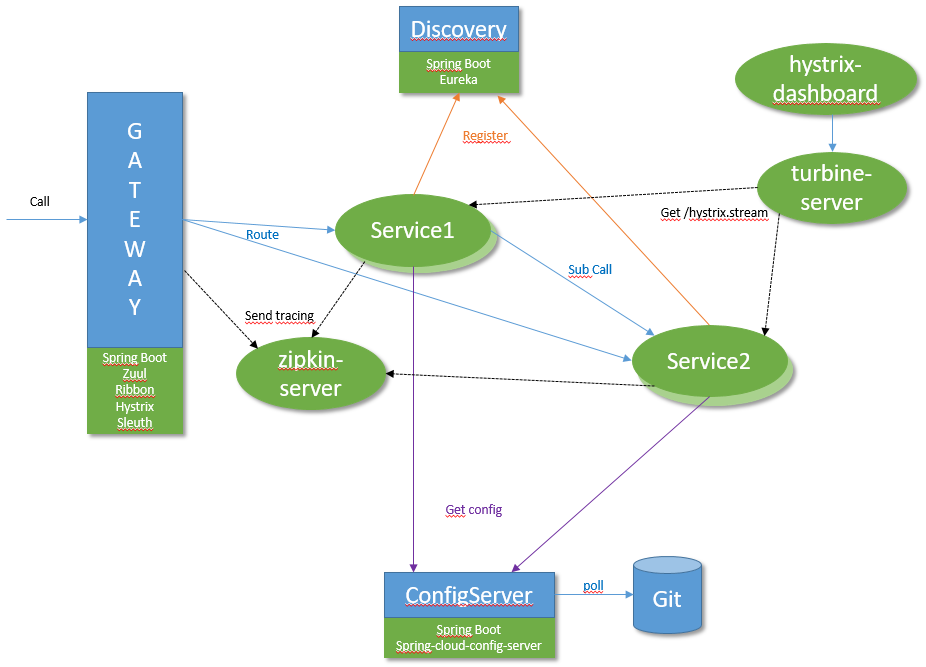 Discovery
Spring Boot
Eureka
hystrix-
dashboard
G
A
T
E
W
A
Y
Register
turbine-
server
Call
Get /hystrix.stream
Service1
Route
Sub Call
Send tracing
zipkin-
server
Service2
Spring Boot
Zuul
Ribbon
Hystrix
Sleuth
Get config
ConfigServer
poll
Git
Spring Boot
Spring-cloud-config-server